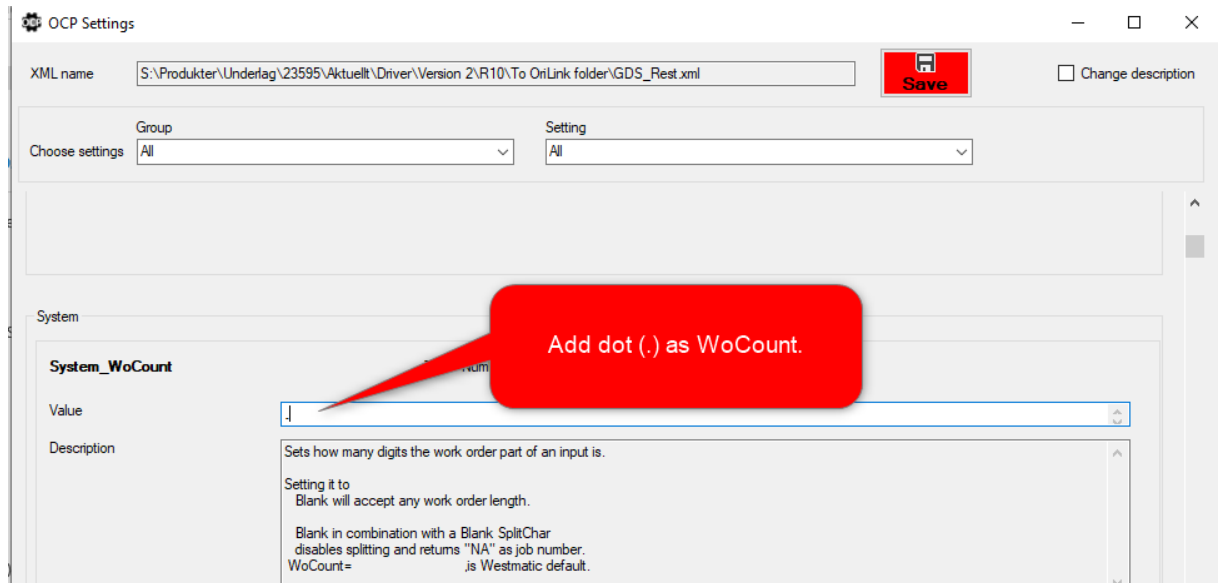 OCP Settings
XML name S:\Produkter\Underlag\23595\Aktuellt\Driver\Version 2\R10\To OriLink folder\GDS_Rest.xml Save Change description
Group Setting
Choose settings All All
System
Add dot (.) as WoCount.
System_WoCount
Value .
Description Sets how many digits the work order part of an input is.
Setting it to
Blank will accept any work order length.
Blank in combination with a Blank SplitChar
disables splitting and returns "NA" as job number.
WoCount= ,is Westmatic default.